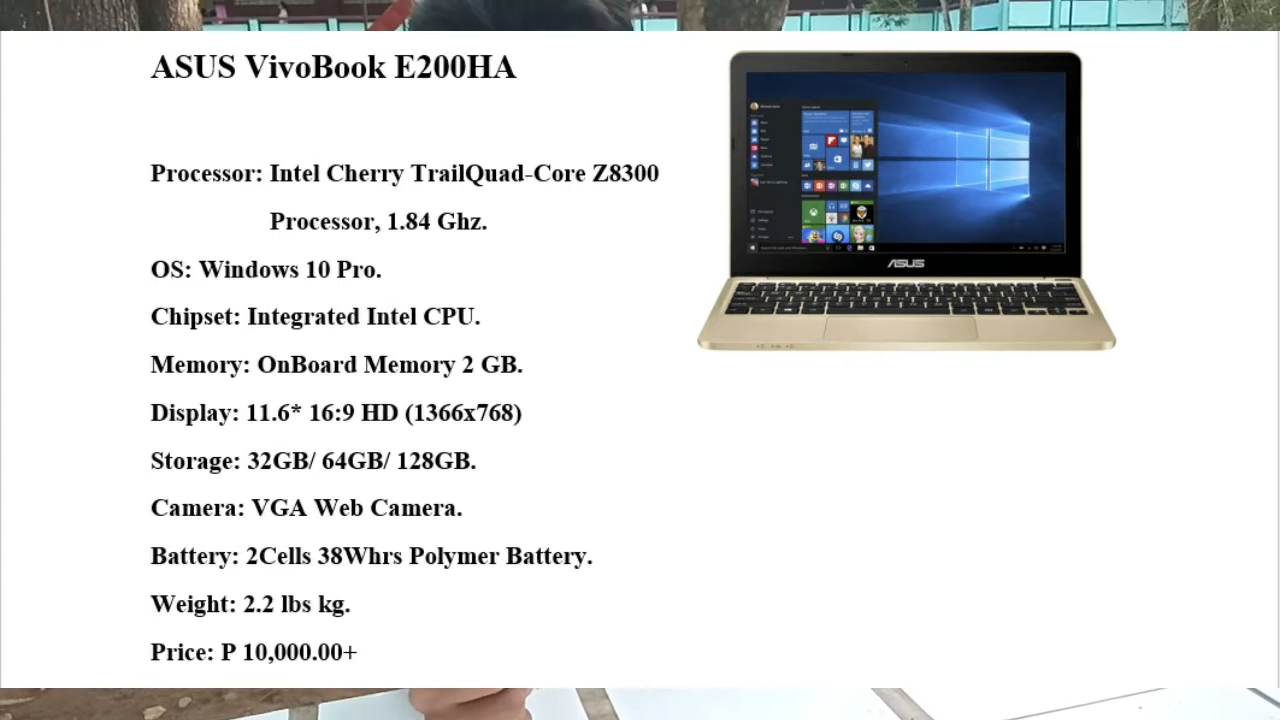 ASUS VivoBook E200HA
Processor: Intel Cherry TrailQuad-Core Z8300
Processor, 1.84 Ghz.
OS: Windows 10 Pro.
Chipset: Integrated Intel CPU.
Memory: OnBoard Memory 2 GB.
Display: 11.6* 16:9 HD (1366x768)
Storage: 32GB/ 64GB/ 128GB.
Camera: VGA Web Camera.
Battery: 2Cells 38Whrs Polymer Battery.
Weight: 2.2 lbs kg.
Price: P 10,000.00+
ASUS